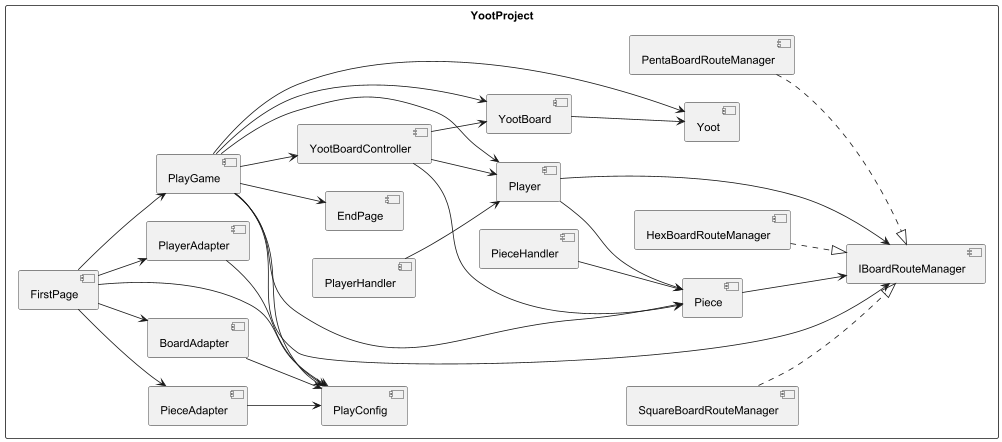 YootProject
PentaBoardRouteManager
YootBoard
Yoot
YootBoardController
PlayGame
Player
EndPage
HexBoardRouteManager
PlayerAdapter
PieceHandler
IBoardRouteManager
PlayerHandler
FirstPage
Piece
BoardAdapter
PieceAdapter
PlayConfig
SquareBoardRouteManager